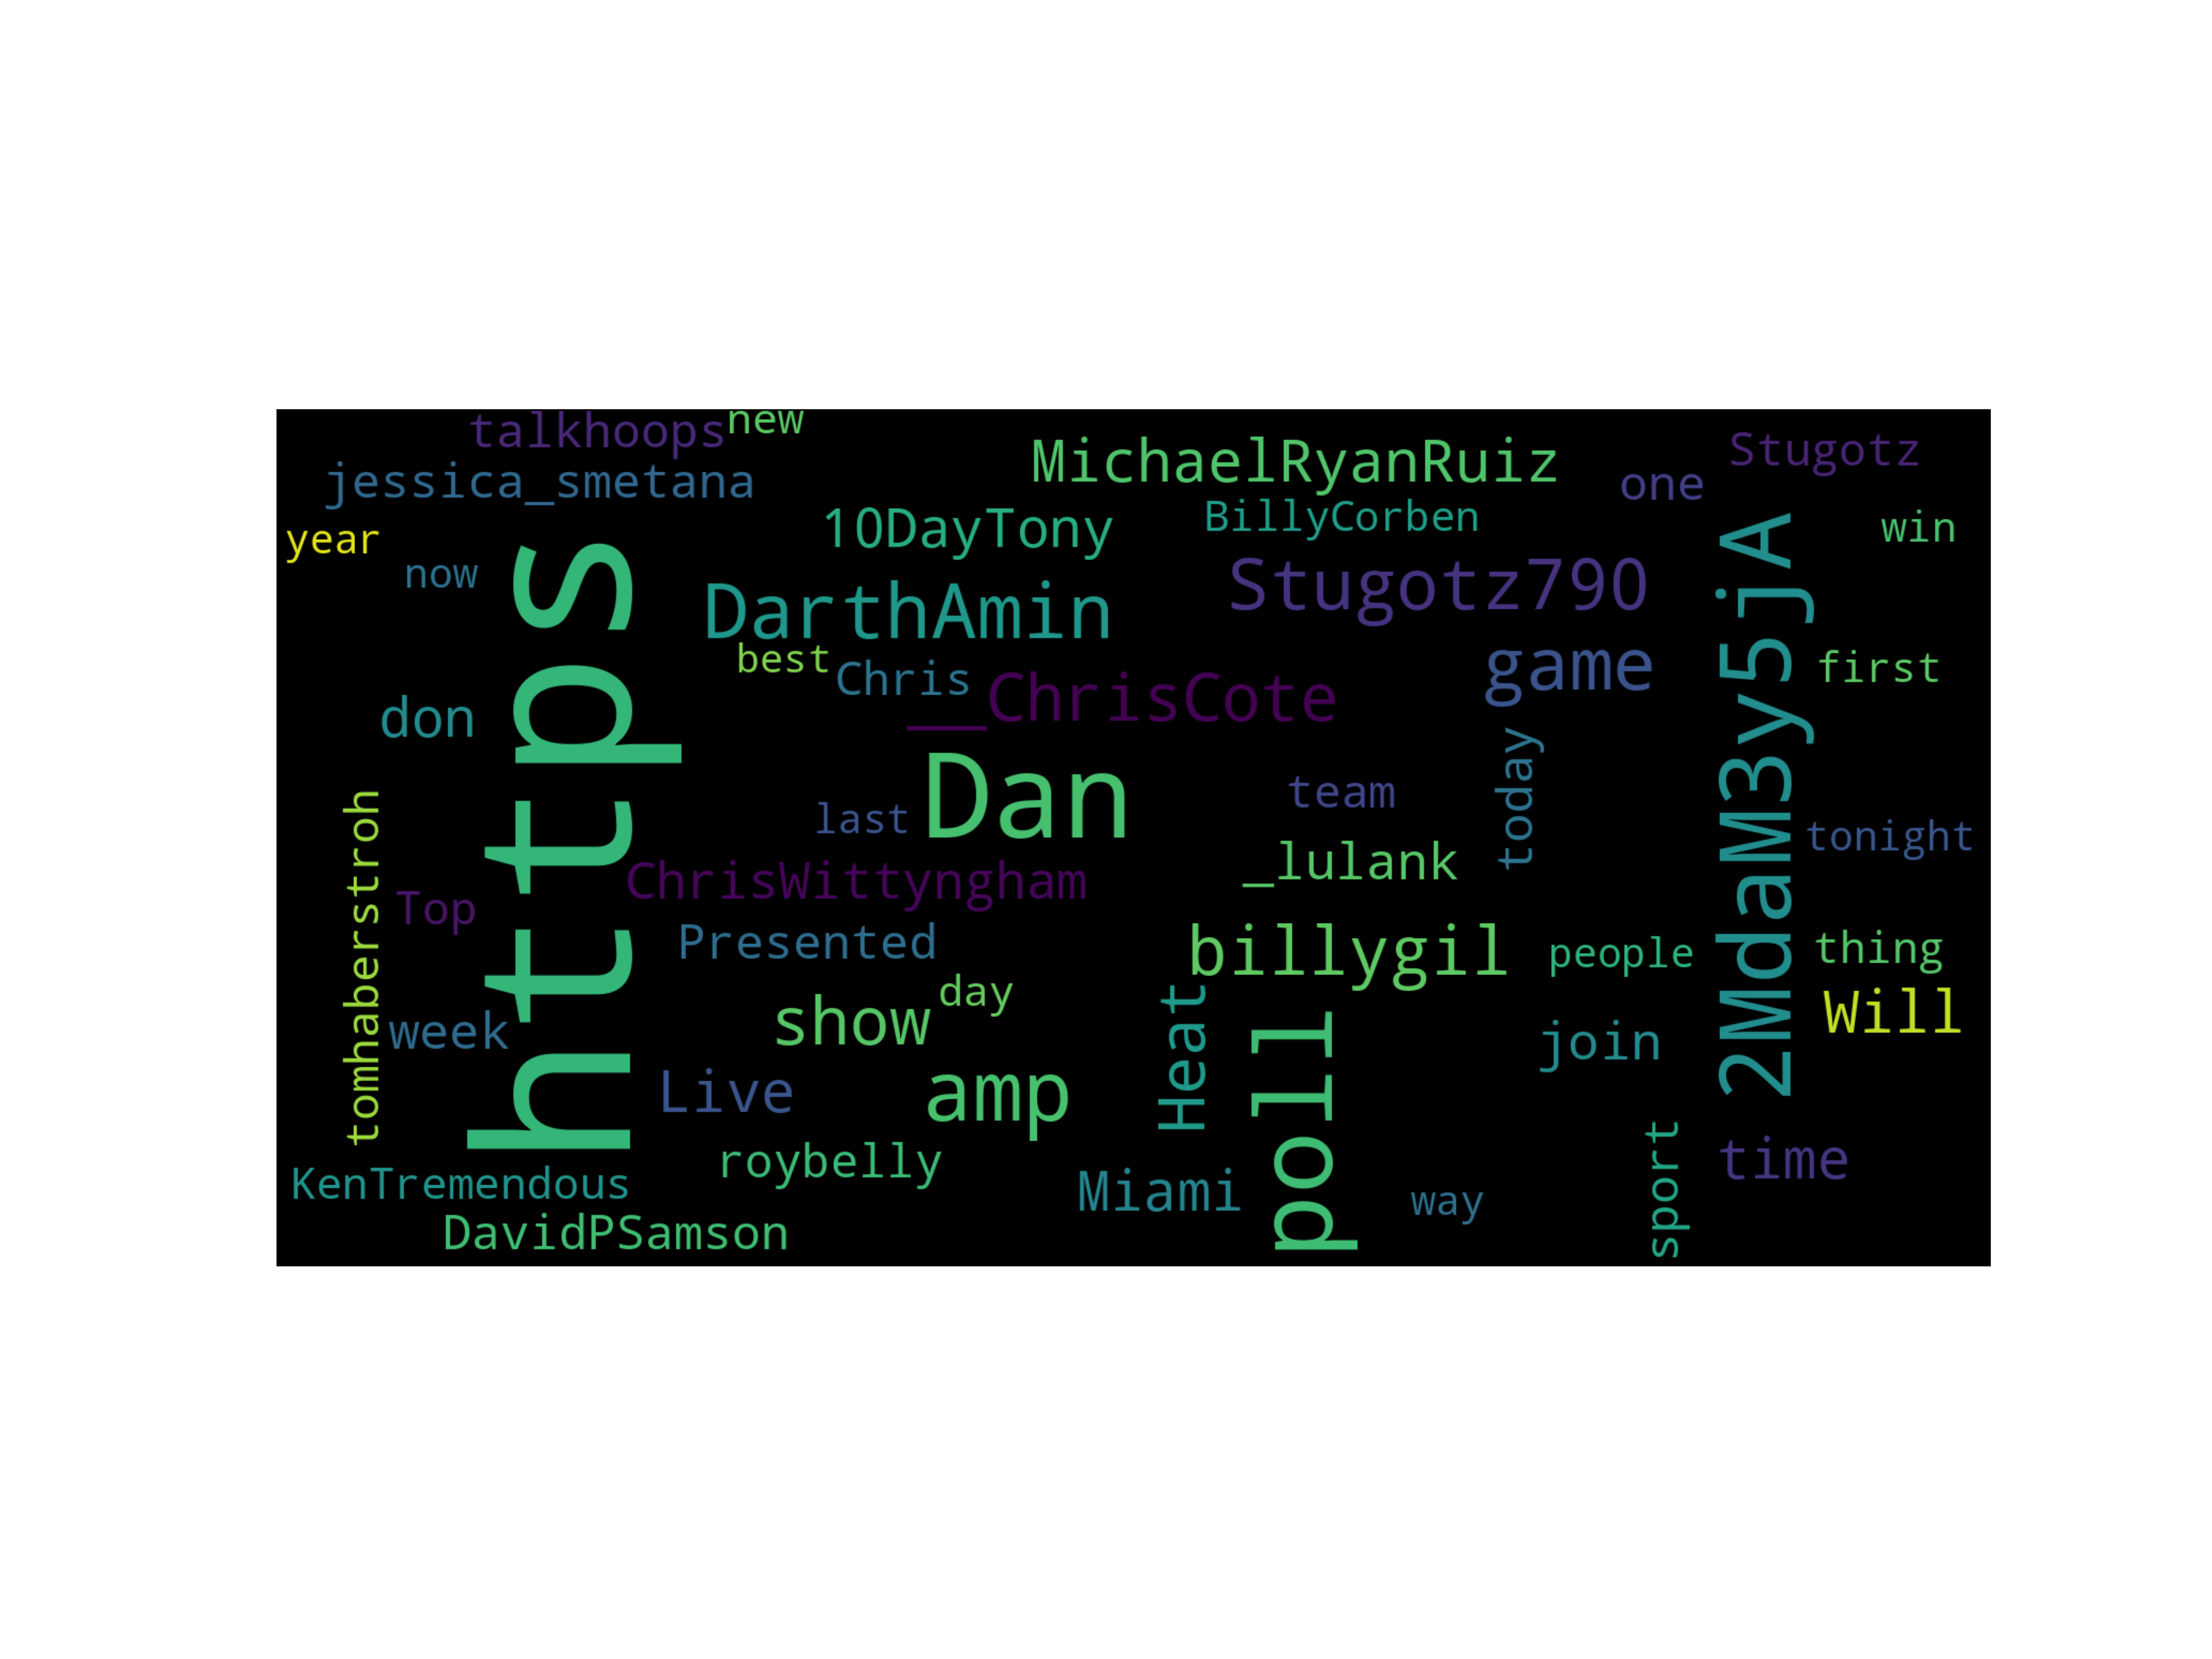 talkhoops
new
jessica_smetana
MichaelRyanRuiz
Stugotz
one
10DayTony
BillyCorben
win
year
now
https
DarthAmin
Stugotz790
2MdaM3y5jA
best
Chris
__ChrisCote
game
first
don
Dan
today
team
last
tonight
tomhaberstroh
_lulank
ChrisWittyngham
Top
Presented
billygil
people
thing
day
show
Heat
poll
Will
week
join
Live
amp
roybelly
sport
time
KenTremendous
Miami
way
DavidPSamson